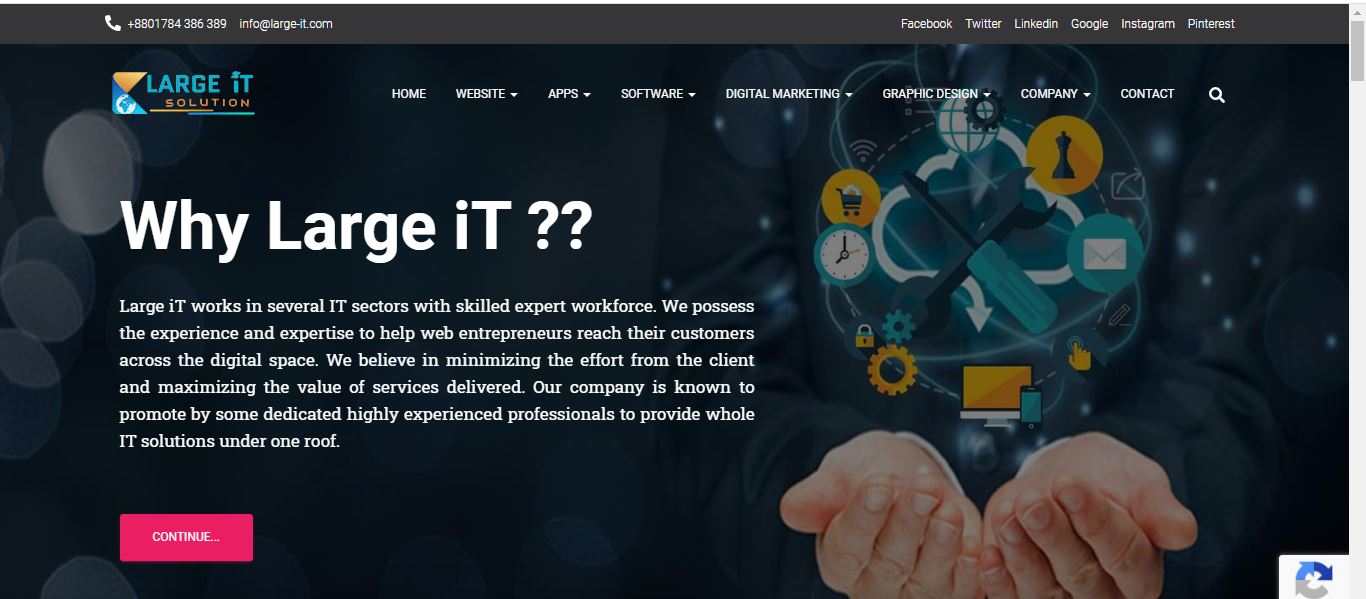 +8801784 386 389 info@large-it.com Facebook Twitter Linkedin Google Instagram Pinterest
LARGE iT
SOLUTION
HOME WEBSITE APPS SOFTWARE DIGITAL MARKETING GRAPHIC DESIGN COMPANY CONTACT
Why Large iT ??
Large iT works in several IT sectors with skilled expert workforce. We possess
the experience and expertise to help web entrepreneurs reach their customers
across the digital space. We believe in minimizing the effort from the client
and maximizing the value of services delivered. Our company is known to
promote by some dedicated highly experienced professionals to provide whole
IT solutions under one roof.
CONTINUE...